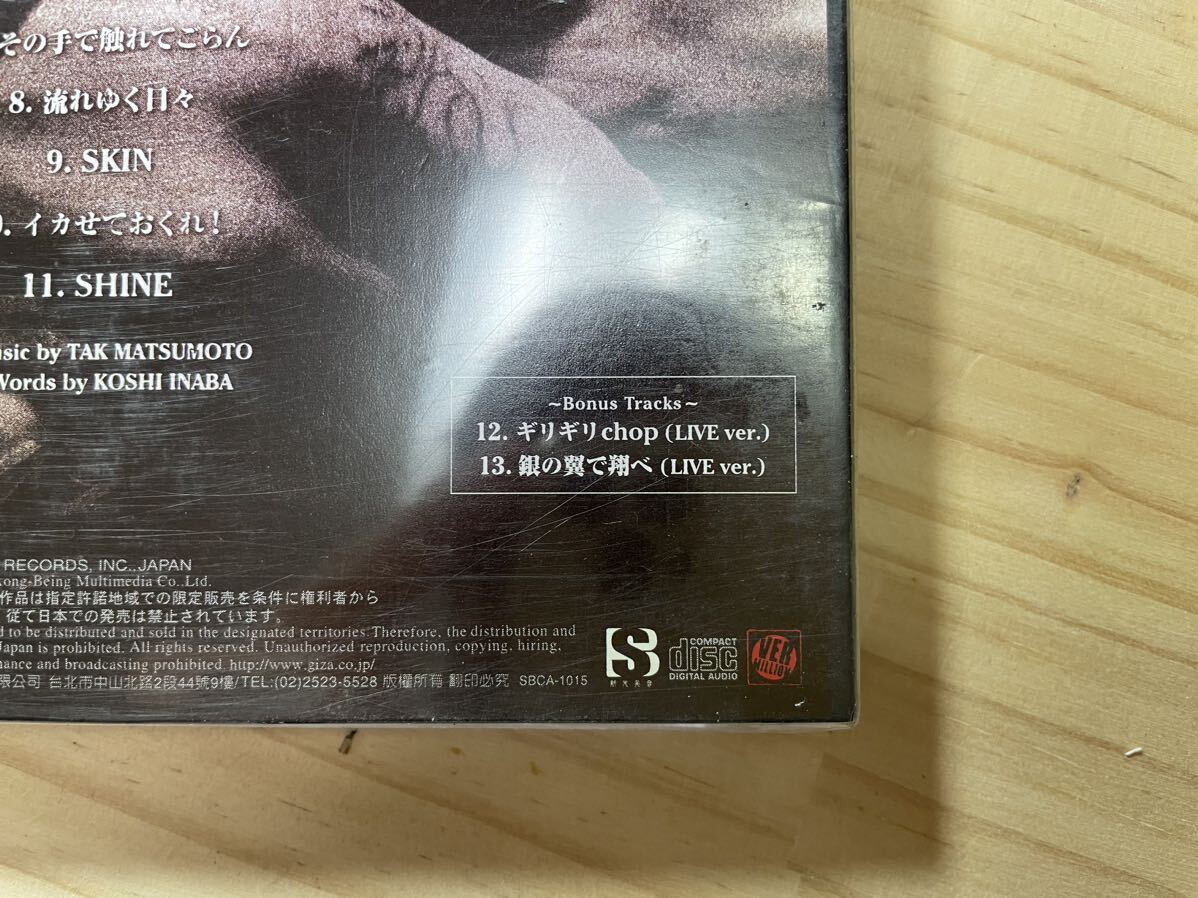 その手で触れてごらん
8. 流れゆく日々
9. SKIN
. イカせておくれ!
11. SHINE
by TAK MATSUMOTO
Words by KOSHI INABA
~Bonus Tracks~
12. ギリギリchop (LIVE ver.)
13. 銀の翼で翔べ (LIVE ver.)
RECORDS, INC.,JAPAN
-Being Multimedia Co.,Ltd.
作品は指定許諾地域での限定販売を条件に権利者から
従て日本での発売は禁止されています。
to be distributed and sold in the designated territories. Therefore, the distribution and
Japan is prohibited. All rights reserved. Unauthorized reproduction, copying, hiring,
and broadcasting prohibited. http://www.giza.co.jp/
限公司 台北市中山北路2段44號9樓/TEL:(02)2523-5528 版權所有 翻印必究 SBCA-1015
S
COMPACT
disc
DIGITAL AUDIO
VER
MILLION